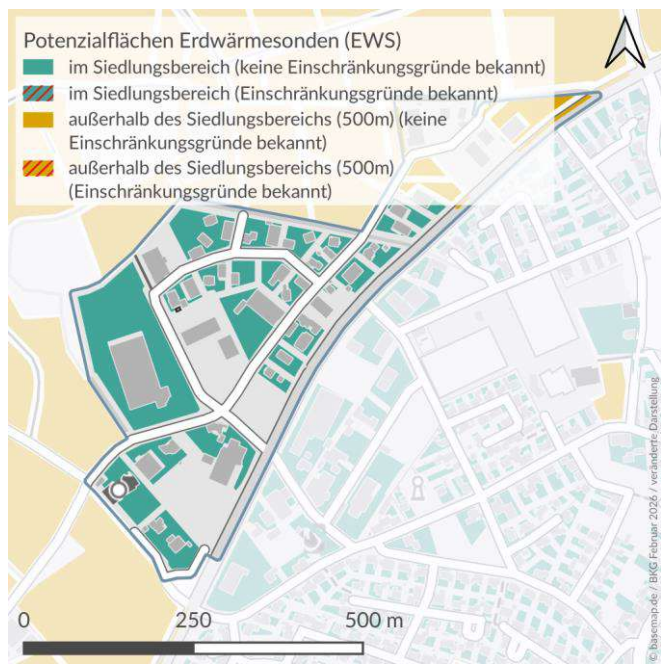 Potenzialflächen Erdwärmesonden (EWS)
im Siedlungsbereich (keine Einschränkungsgründe bekannt)
im Siedlungsbereich (Einschränkungsgründe bekannt)
außerhalb des Siedlungsbereichs (500m) (keine
Einschränkungsgründe bekannt)
außerhalb des Siedlungsbereichs (500m)
(Einschränkungsgründe bekannt)
0
250
500 m
© basemap.de / BKG Februar 2026 / veränderte Darstellung